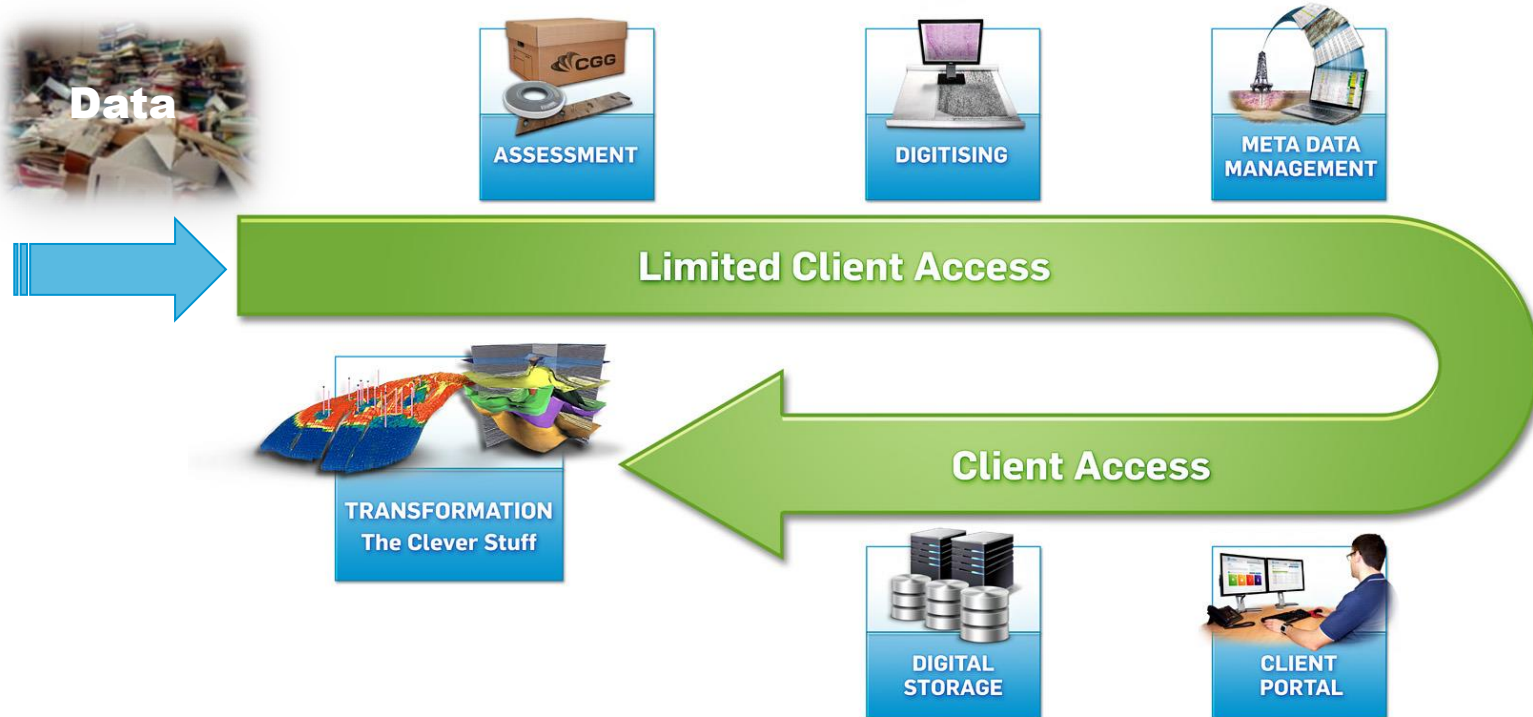 Data
CGG
ASSESSMENT
DIGITISING
META DATA
MANAGEMENT
Limited Client Access
Client Access
TRANSFORMATION
The Clever Stuff
DIGITAL
STORAGE
CLIENT
PORTAL